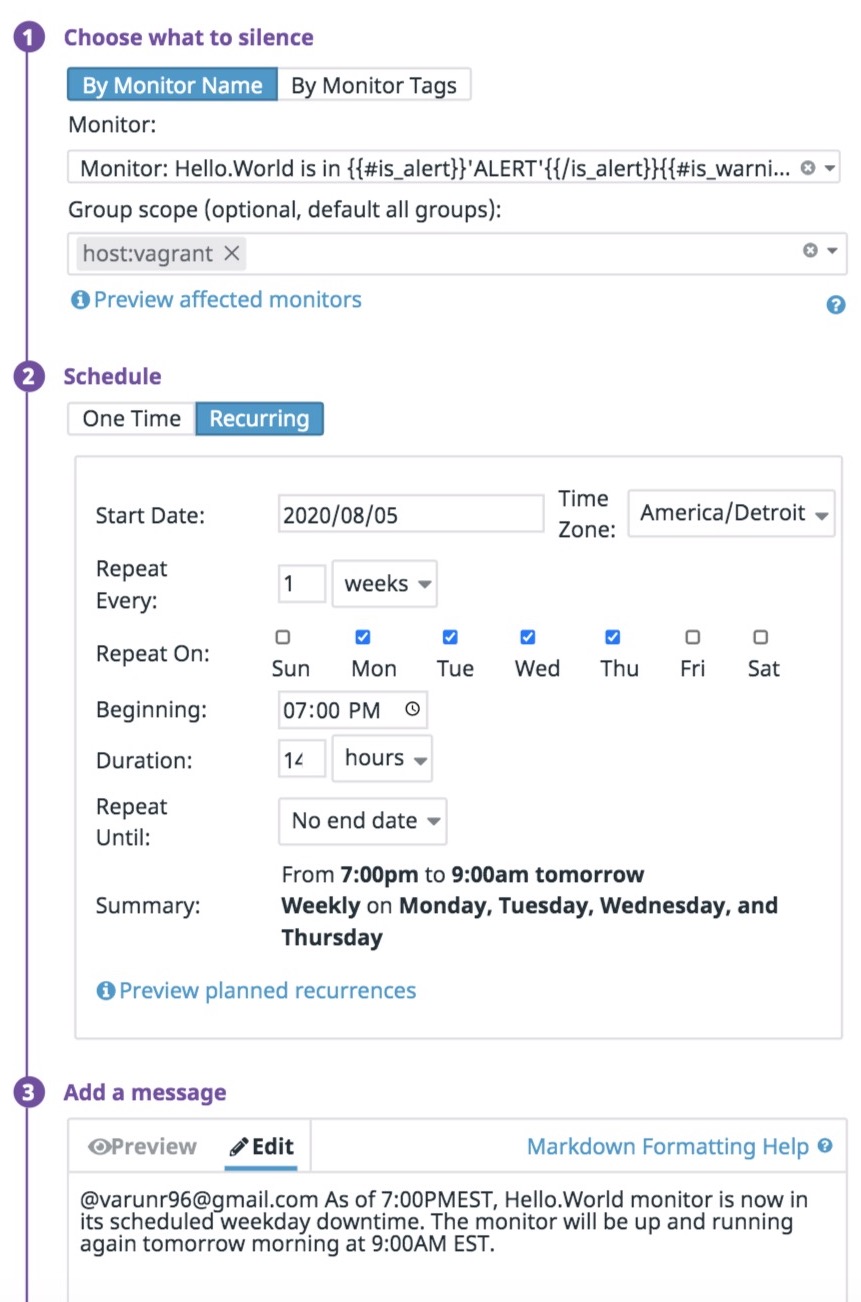 1 Choose what to silence
By Monitor Name By Monitor Tags
Monitor:
Monitor: Hello.World is in {{#is_alert}}'ALERT'{{/is_alert}}{{#is_warni...
Group scope (optional, default all groups):
host:vagrant
Preview affected monitors
2 Schedule
One Time Recurring
Start Date: 2020/08/05 Time Zone: America/Detroit
Repeat Every: 1 weeks
Repeat On: Sun Mon Tue Wed Thu Fri Sat
Beginning: 07:00 PM
Duration: 14 hours
Repeat Until: No end date
Summary: From 7:00pm to 9:00am tomorrow
Weekly on Monday, Tuesday, Wednesday, and
Thursday
Preview planned recurrences
3 Add a message
Preview Edit Markdown Formatting Help
@varunr96@gmail.com As of 7:00PMEST, Hello.World monitor is now in
its scheduled weekday downtime. The monitor will be up and running
again tomorrow morning at 9:00AM EST.